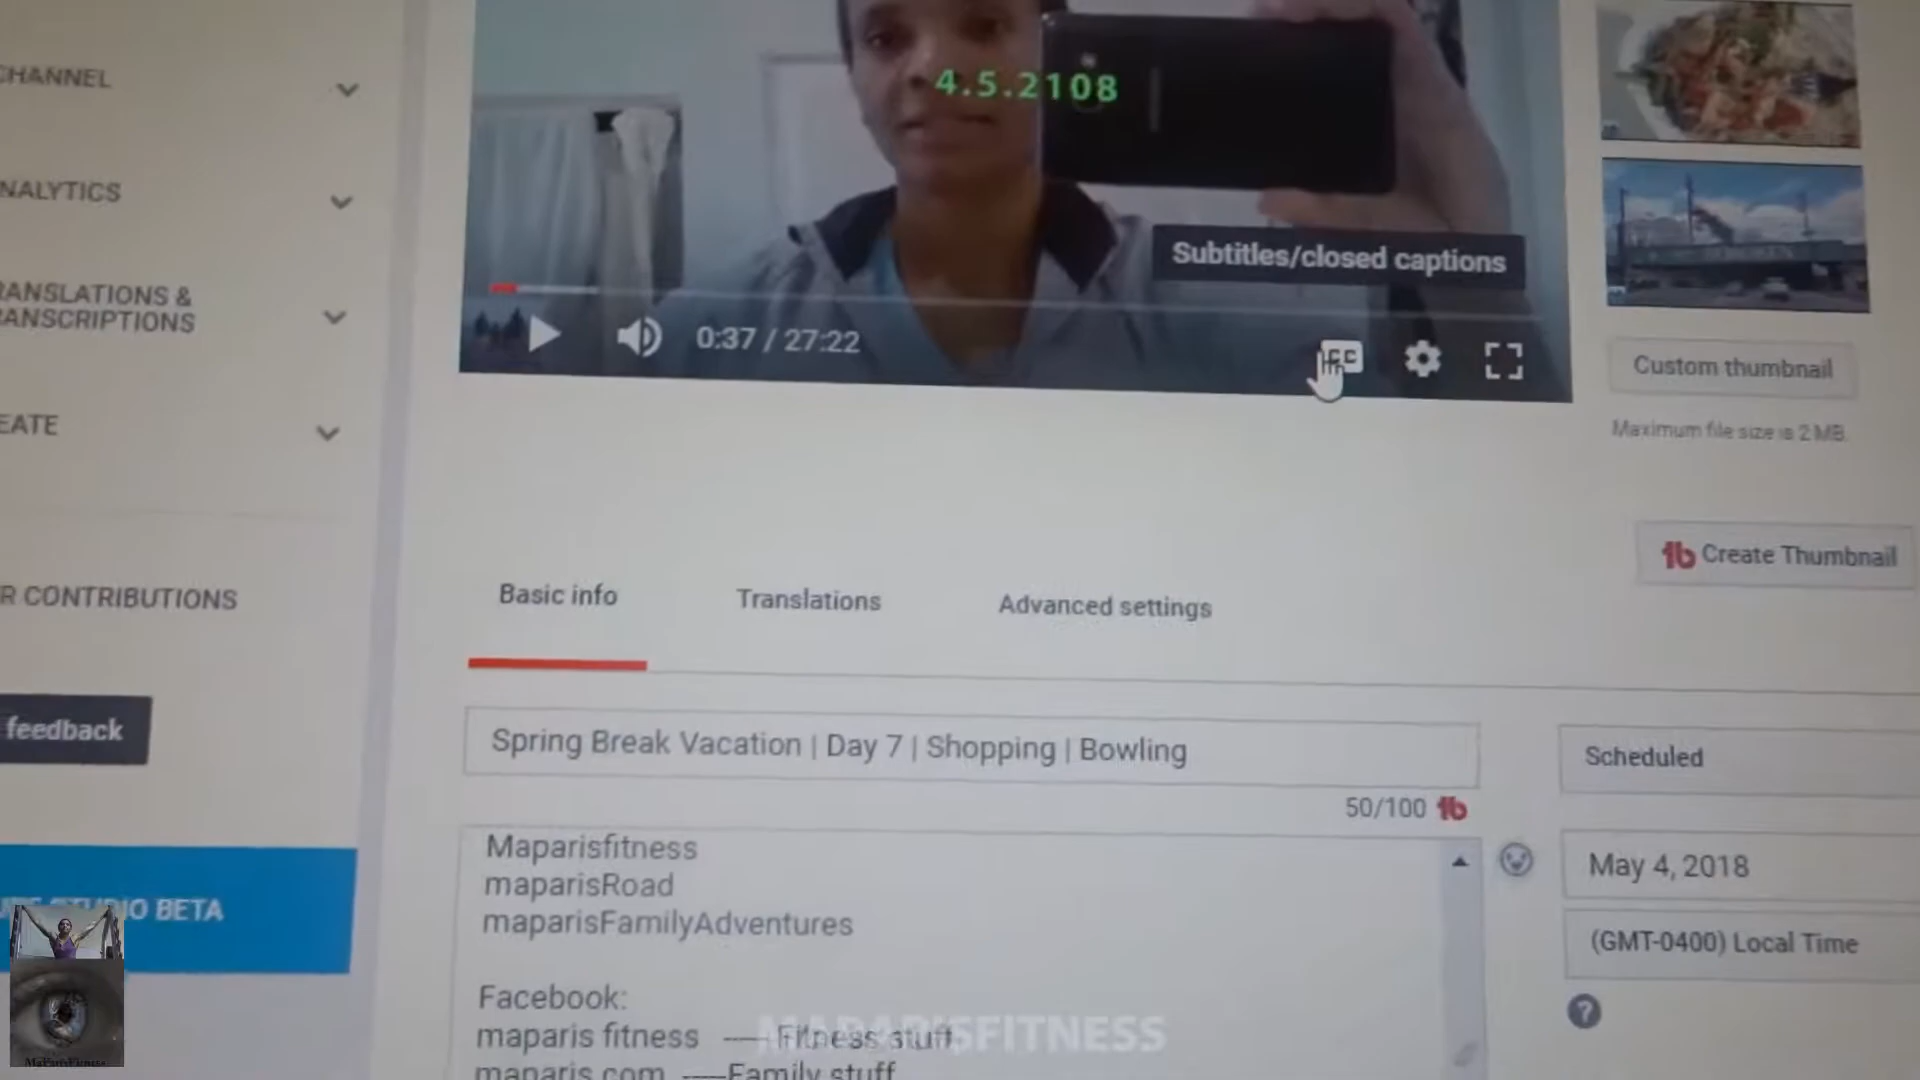 CHANNEL
4.5.2108
NALYTICS
Subtitles/closed captions
RANSLATIONS &
RANSCRIPTIONS
0:37 / 27:22
CC
Custom thumbnail
Maximum file size is 2 MB.
EATE
Create Thumbnail
Basic info
Translations
Advanced settings
R CONTRIBUTIONS
feedback
Spring Break Vacation | Day 7 | Shopping | Bowling
Scheduled
50/100
Maparisfitness
maparisRoad
maparisFamilyAdventures
May 4, 2018
BETA
(GMT-0400) Local Time
Facebook:
maparis fitness ----- Fitness stuff
MAPARISFITNESS
maparis.com -----Family stuff
MaParisFitness